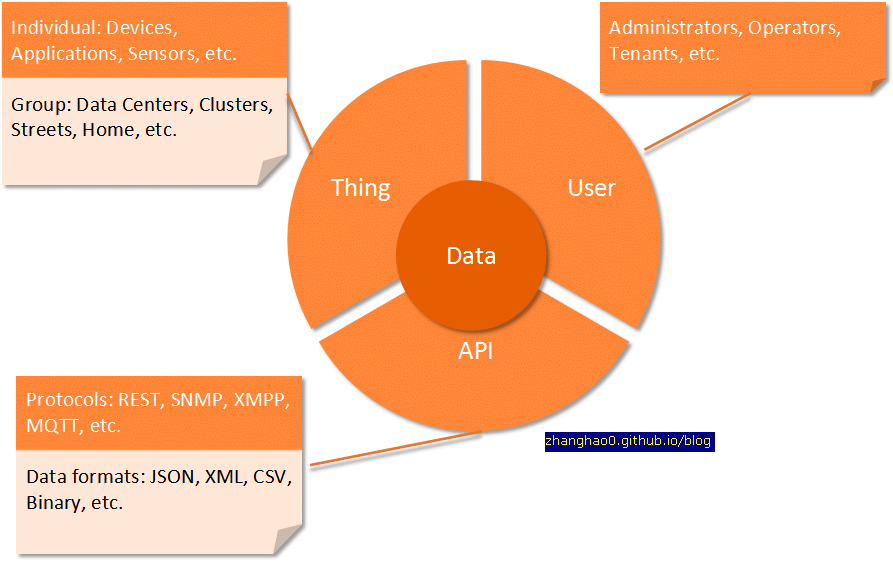 Individual: Devices,
Applications, Sensors, etc.
Group: Data Centers, Clusters,
Streets, Home, etc.
Administrators, Operators,
Tenants, etc.
Thing
User
Data
API
Protocols: REST, SNMP, XMPP,
MQTT, etc.
Data formats: JSON, XML, CSV,
Binary, etc.
zhanghao0.github.io/blog